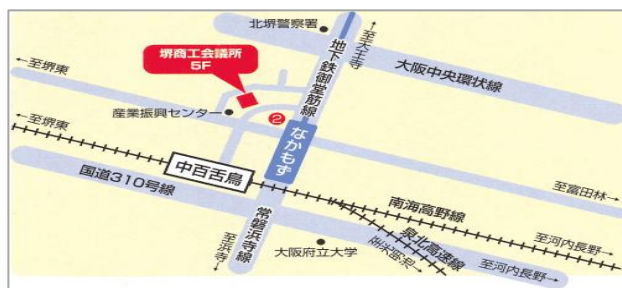 北堺警察署
至天王寺
地下鉄御堂筋線
大阪中央環状線
堺商工会議所
5F
至堺東
産業振興センター
2
なかもず
至堺東
中百舌鳥
国道310号線
至富田林
南海高野線
常磐浜寺線
至浜寺
大阪府立大学
泉北高速線
至河内長野
至河内長野